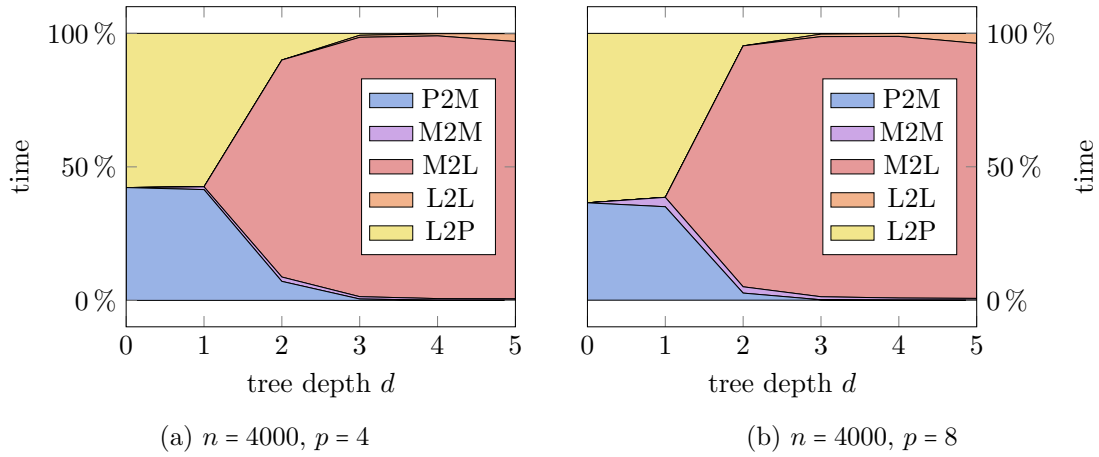 100 %
50 %
0 %
time
P2M
M2M
M2L
L2L
L2P
0 1 2 3 4 5
tree depth d
(a) n = 4000, p = 4
P2M
M2M
M2L
L2L
L2P
100 %
50 %
0 %
time
0 1 2 3 4 5
tree depth d
(b) n = 4000, p = 8